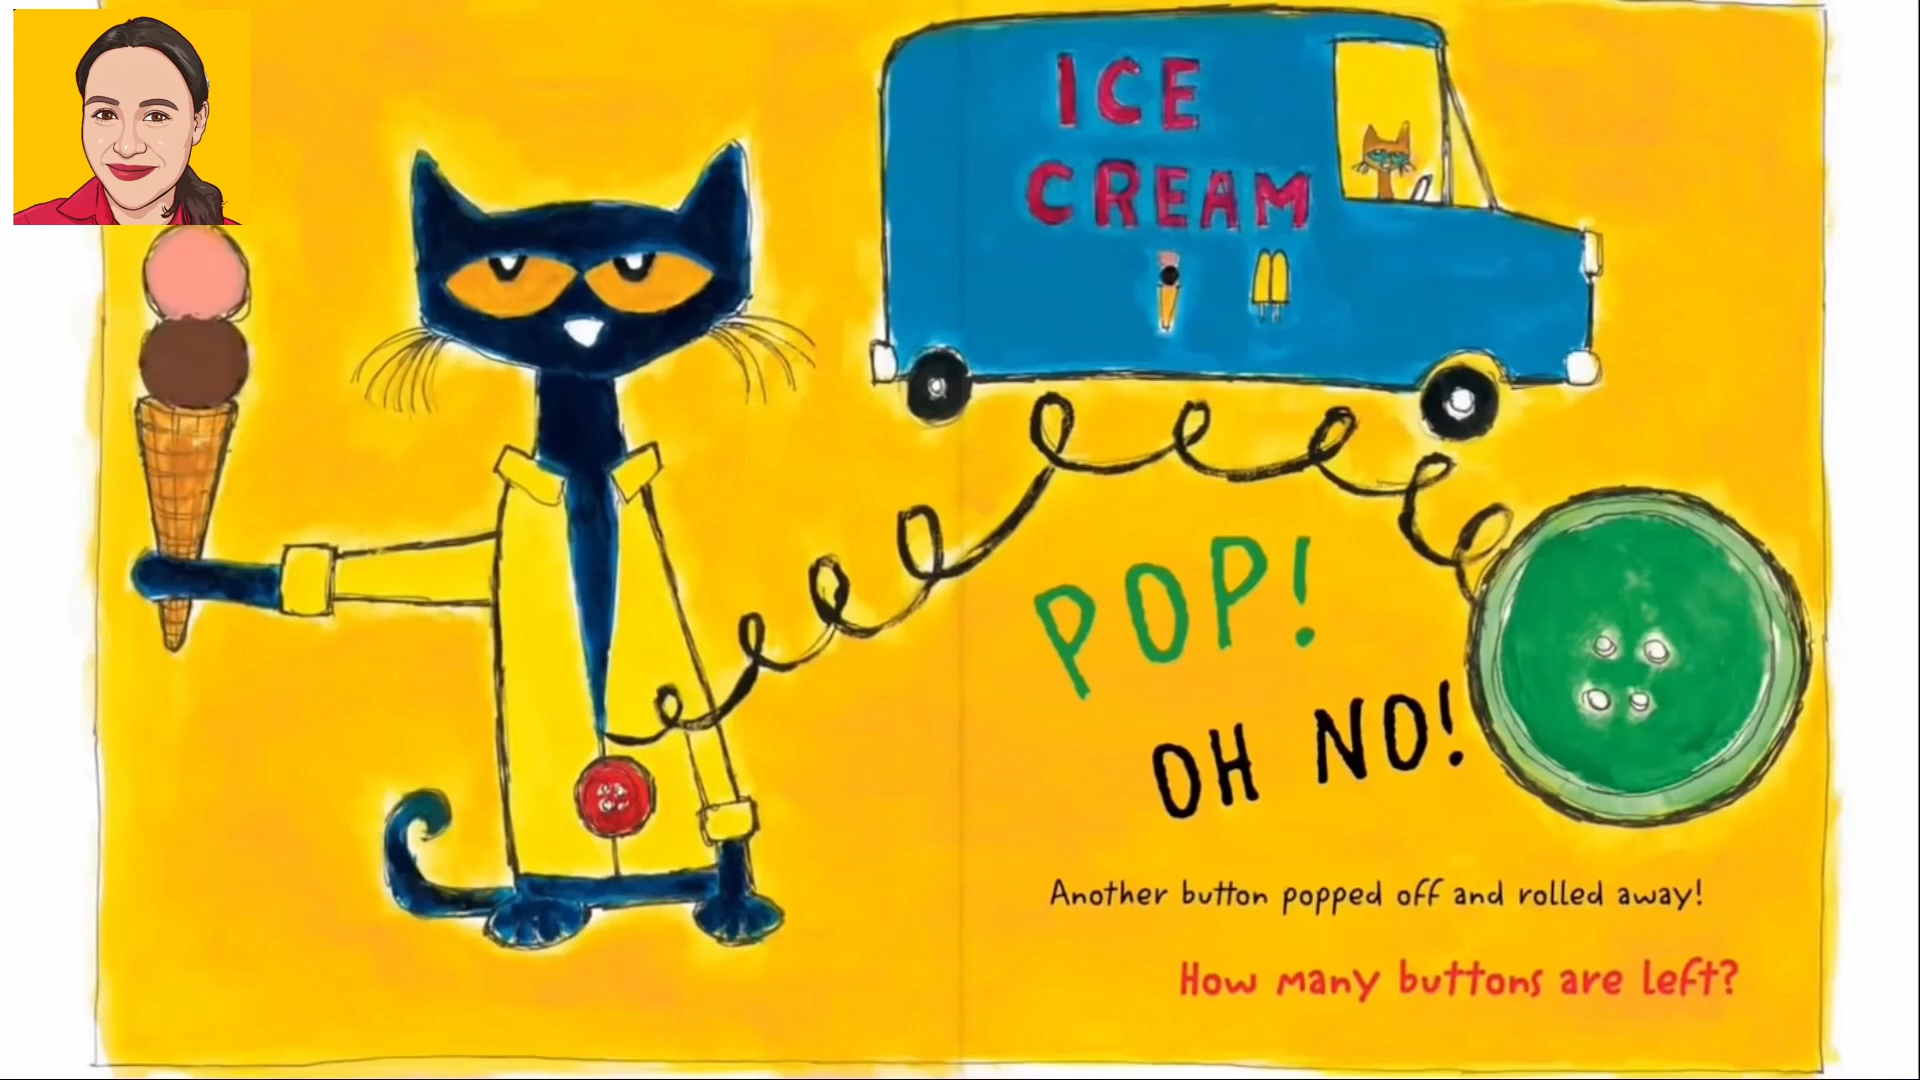 ICE
CREAM
POP!
OH NO!
Another button popped off and rolled away!
How many buttons are left?